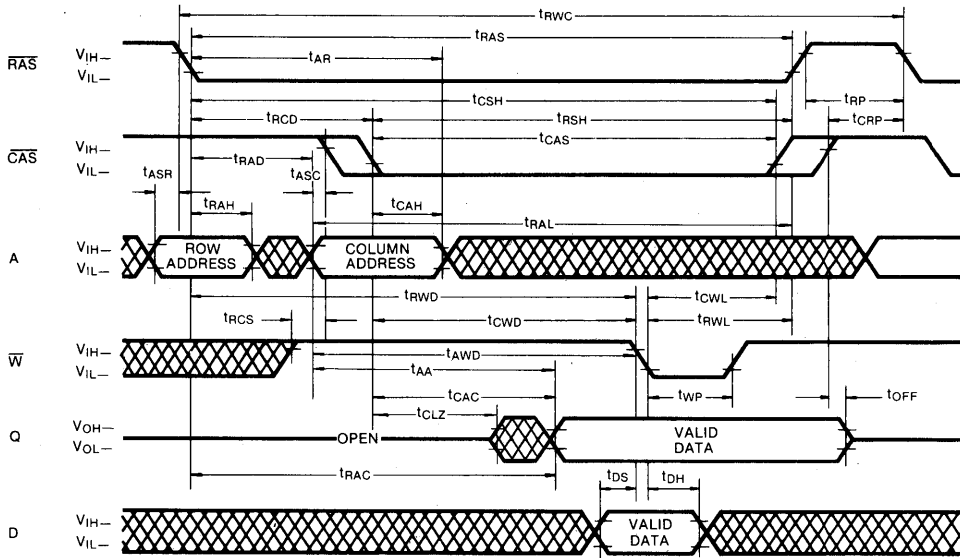 tRWC
tRAS
RAS
VIH—
VIL—
tAR
tCSH
tRP
tRCD
tRSH
tCRP
CAS
VIH—
VIL—
tRAD
tCAS
tASR
tASC
tRAH
tCAH
tRAL
A
VIH—
VIL—
ROW
ADDRESS
COLUMN
ADDRESS
tRWD
tCWL
tRCS
tCWD
tRWL
W
VIH—
VIL—
tAWD
tAA
tWP
tCAC
tOFF
tCLZ
Q
VOH—
VOL—
OPEN
VALID
DATA
tRAC
tDS
tDH
D
VIH—
VIL—
VALID
DATA